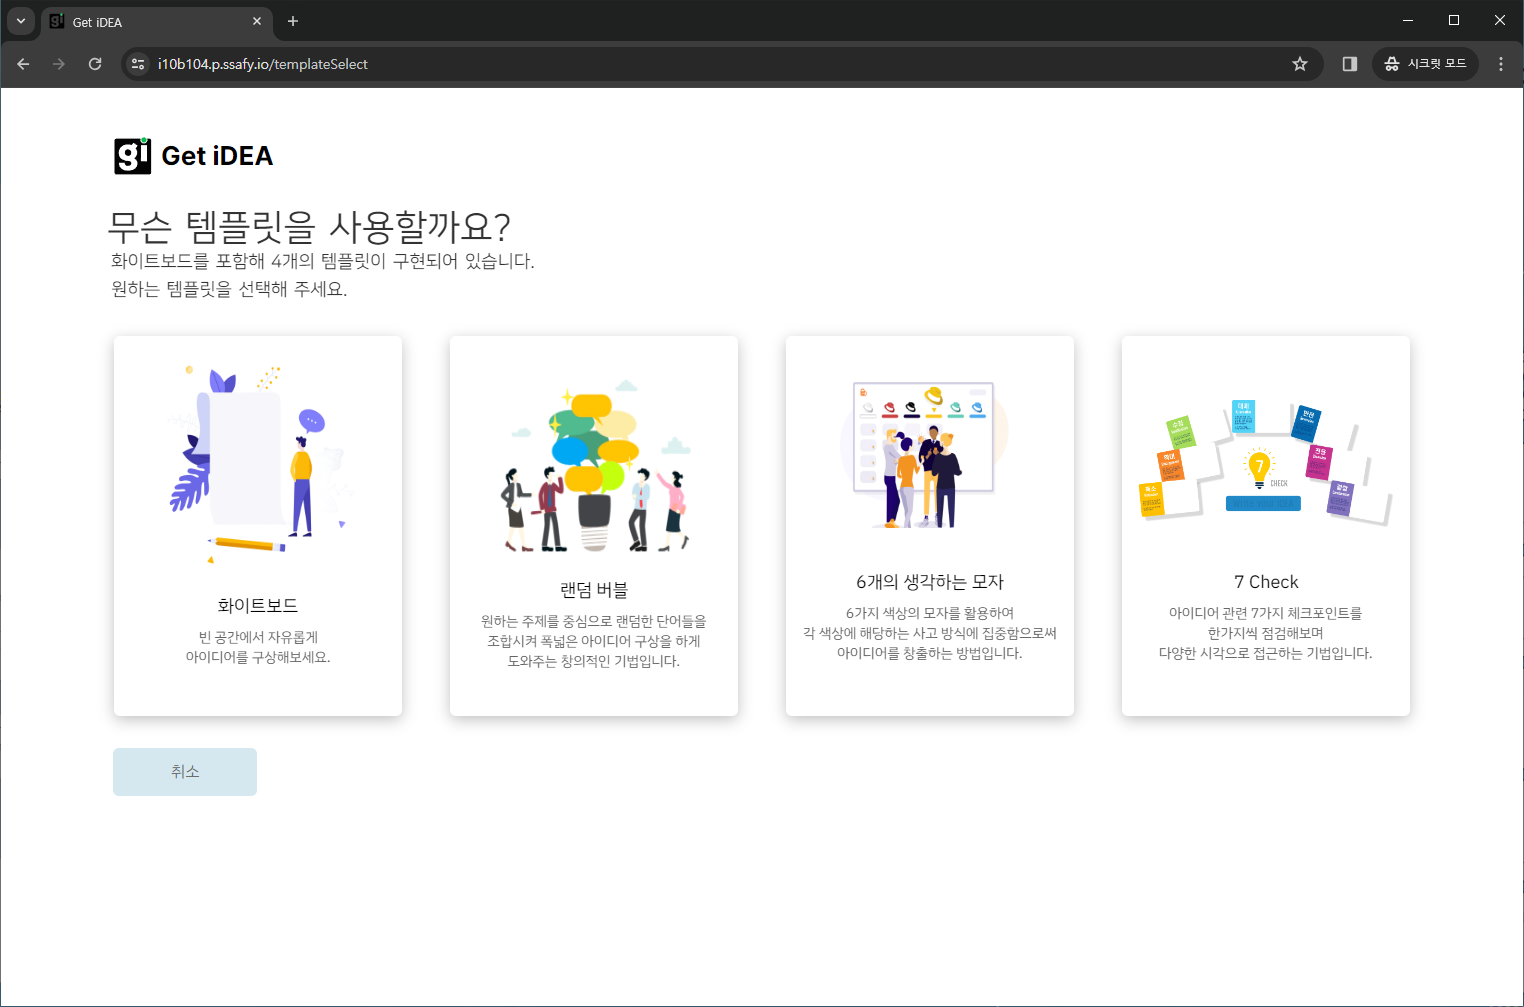 Get iDEA
i10b104.p.ssafy.io/templateSelect
시크릿 모드
gi Get iDEA
무슨 템플릿을 사용할까요?
화이트보드를 포함해 4개의 템플릿이 구현되어 있습니다.
원하는 템플릿을 선택해 주세요.
화이트보드
빈 공간에서 자유롭게
아이디어를 구상해보세요.
랜덤 버블
원하는 주제를 중심으로 랜덤한 단어들을
조합시켜 폭넓은 아이디어 구상을 하게
도와주는 창의적인 기법입니다.
6개의 생각하는 모자
6가지 색상의 모자를 활용하여
각 색상에 해당하는 사고 방식에 집중함으로써
아이디어를 창출하는 방법입니다.
7
CHECK
7 Check
아이디어 관련 7가지 체크포인트를
한가지씩 점검해보며
다양한 시각으로 접근하는 기법입니다.
취소